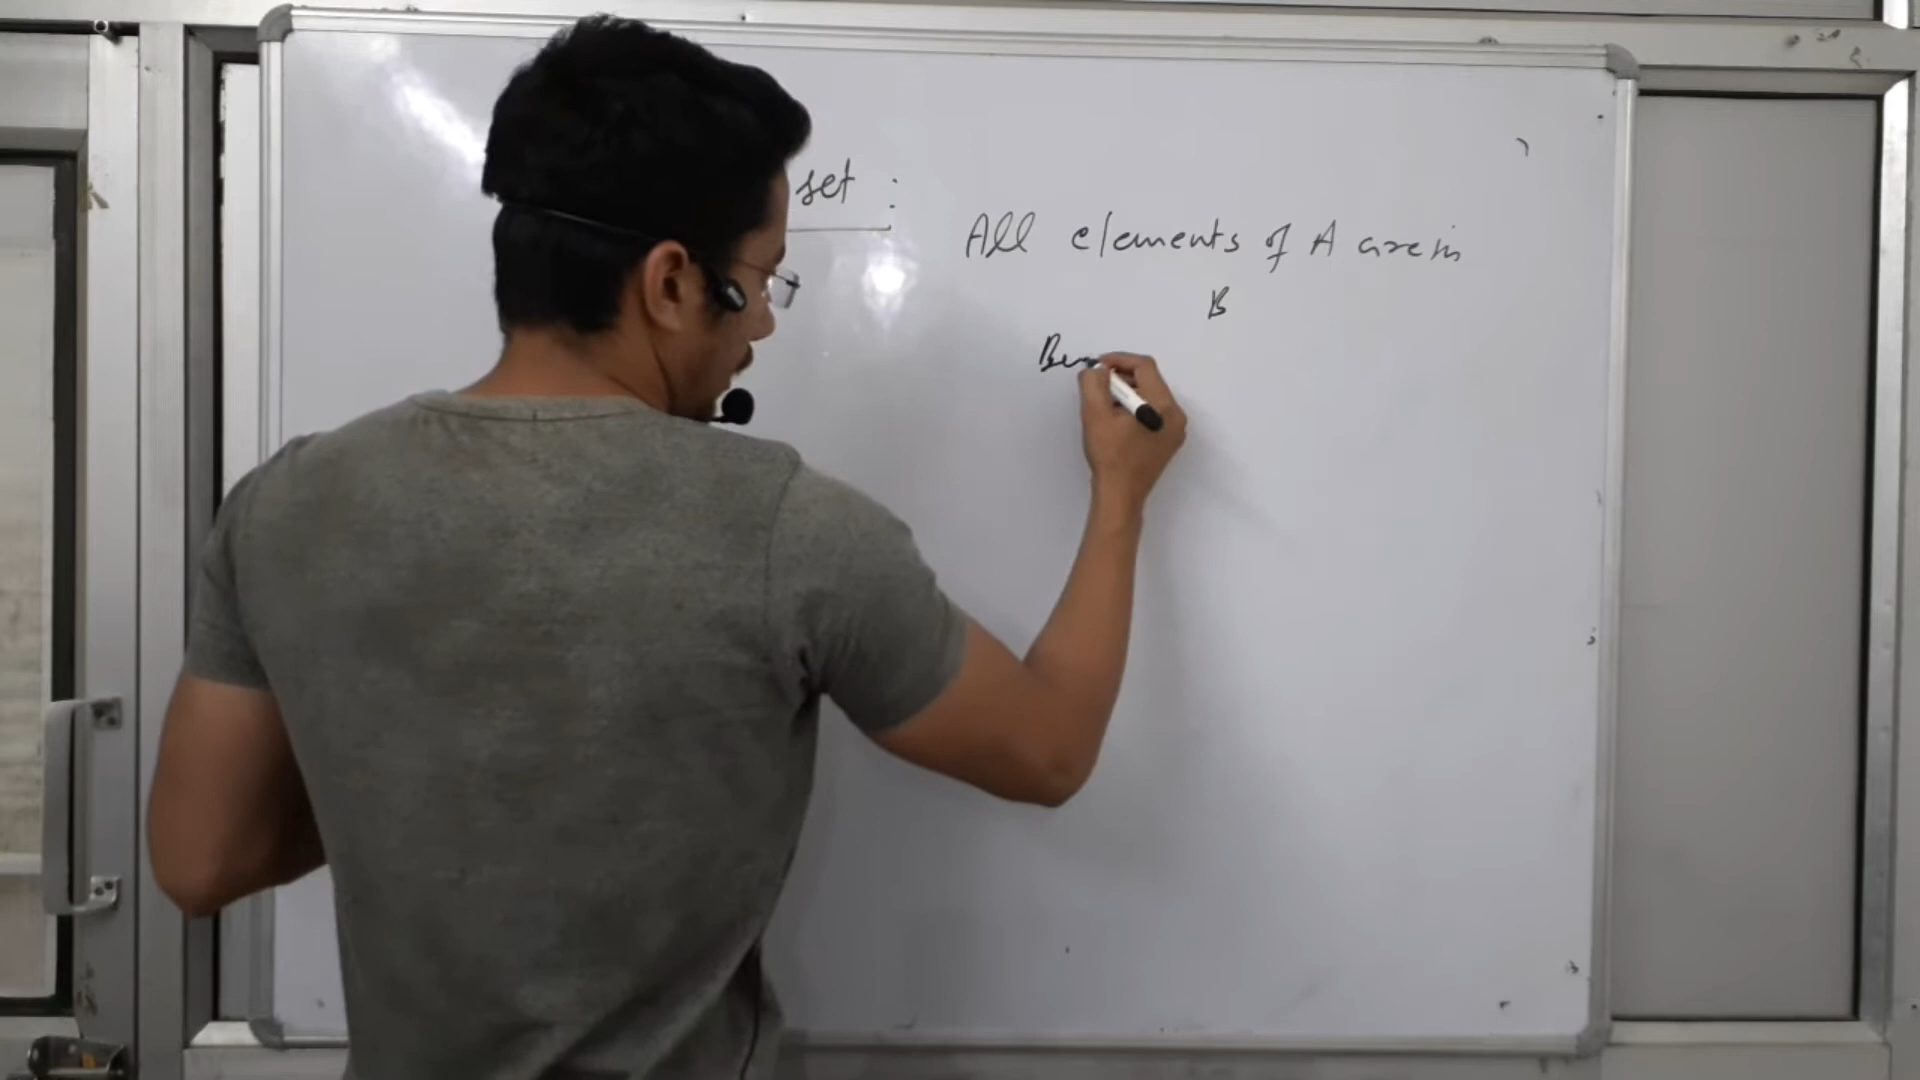 set :
All elements of A are in
B